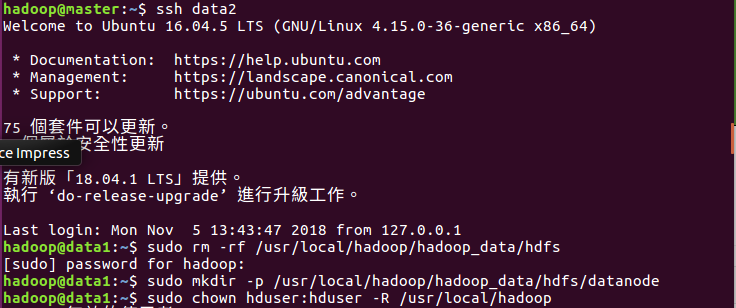 hadoop@master:~$ ssh data2
Welcome to Ubuntu 16.04.5 LTS (GNU/Linux 4.15.0-36-generic x86_64)
* Documentation:  https://help.ubuntu.com
* Management:     https://landscape.canonical.com
* Support:        https://ubuntu.com/advantage
75 個套件可以更新。
安全性更新
ce Impress
有新版「18.04.1 LTS」提供。
執行 ‘do-release-upgrade’ 進行升級工作。
Last login: Mon Nov  5 13:43:47 2018 from 127.0.0.1
hadoop@data1:~$ sudo rm -rf /usr/local/hadoop/hadoop_data/hdfs
[sudo] password for hadoop:
hadoop@data1:~$ sudo mkdir -p /usr/local/hadoop/hadoop_data/hdfs/datanode
hadoop@data1:~$ sudo chown hduser:hduser -R /usr/local/hadoop